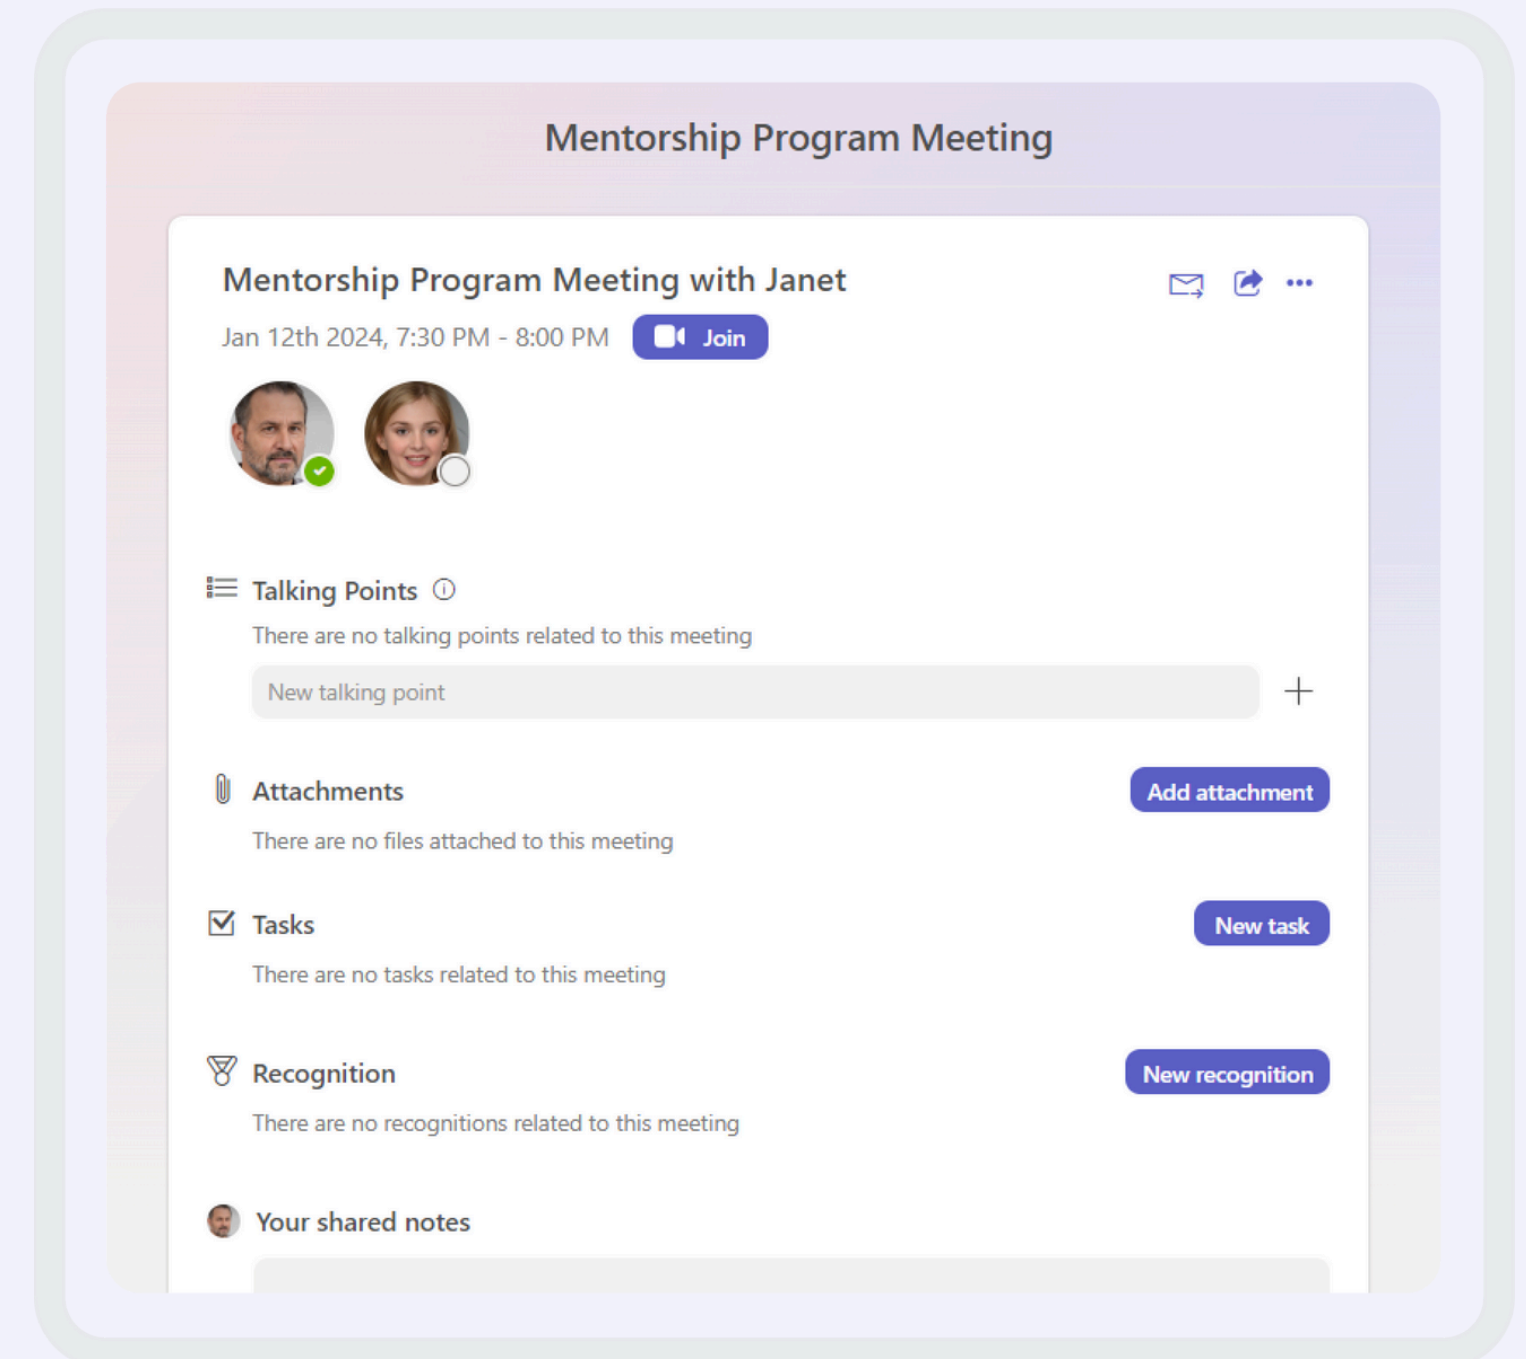 Mentorship Program Meeting
Mentorship Program Meeting with Janet
Jan 12th 2024, 7:30 PM - 8:00 PM Join
Talking Points
There are no talking points related to this meeting
New talking point
Attachments Add attachment
There are no files attached to this meeting
Tasks New task
There are no tasks related to this meeting
Recognition New recognition
There are no recognitions related to this meeting
Your shared notes